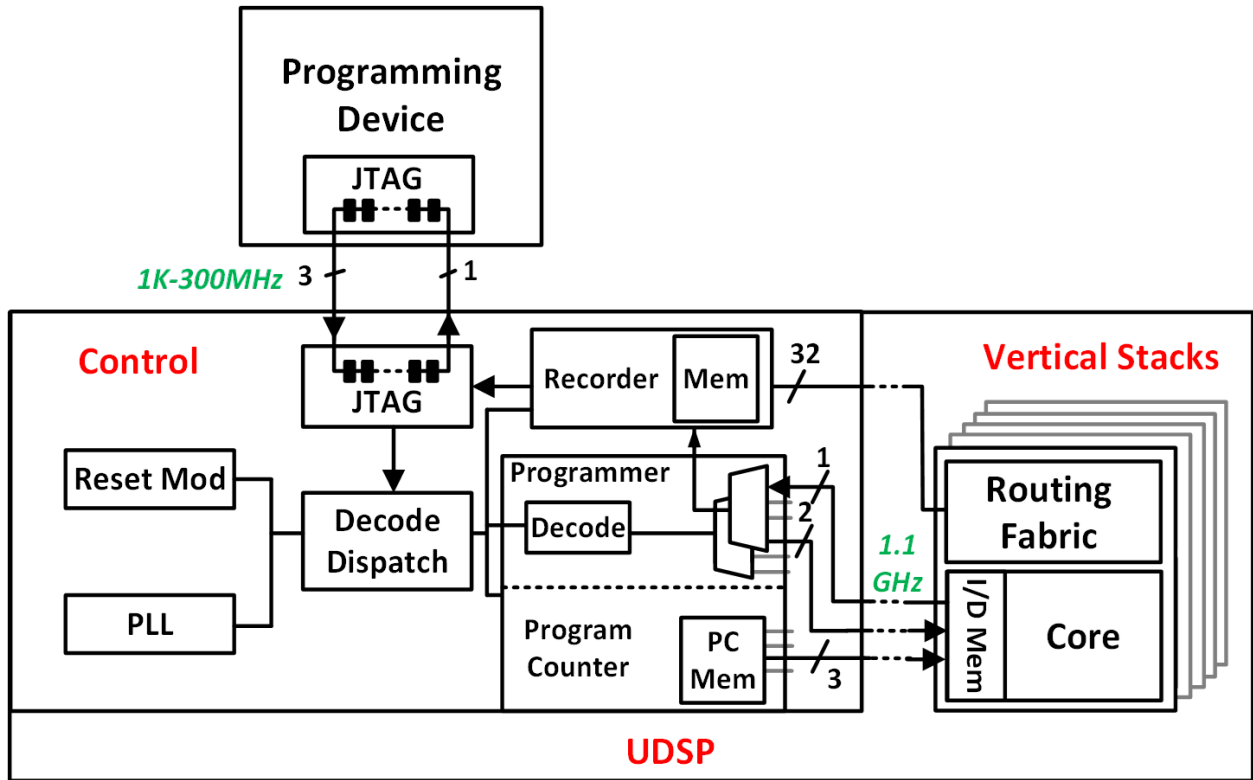 Programming
Device
JTAG
1K-300MHz
3
1
Control
JTAG
Recorder
Mem
32
Vertical Stacks
Reset Mod
PLL
Decode
Dispatch
Programmer
Decode
1
2
Program
Counter
PC
Mem
3
1.1
GHz
Routing
Fabric
I/D Mem
Core
UDSP